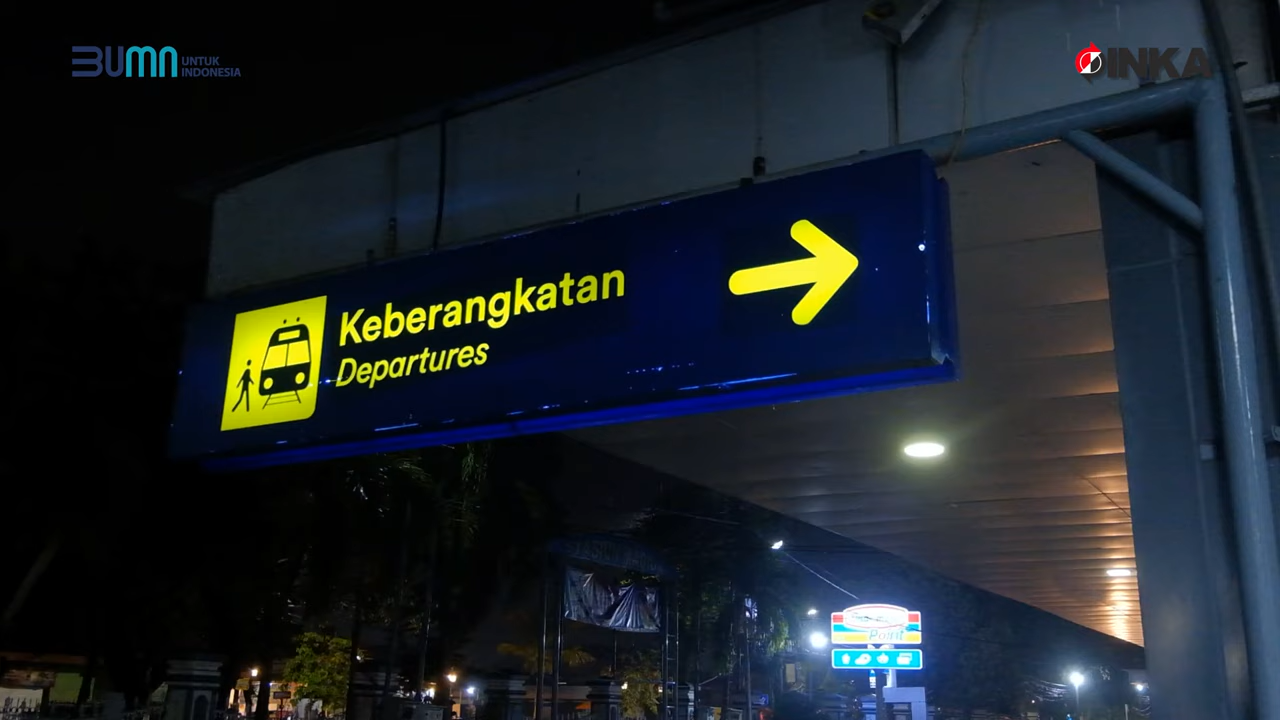 BUMN UNTUK
INDONESIA
INKA
Keberangkatan
Departures
Point